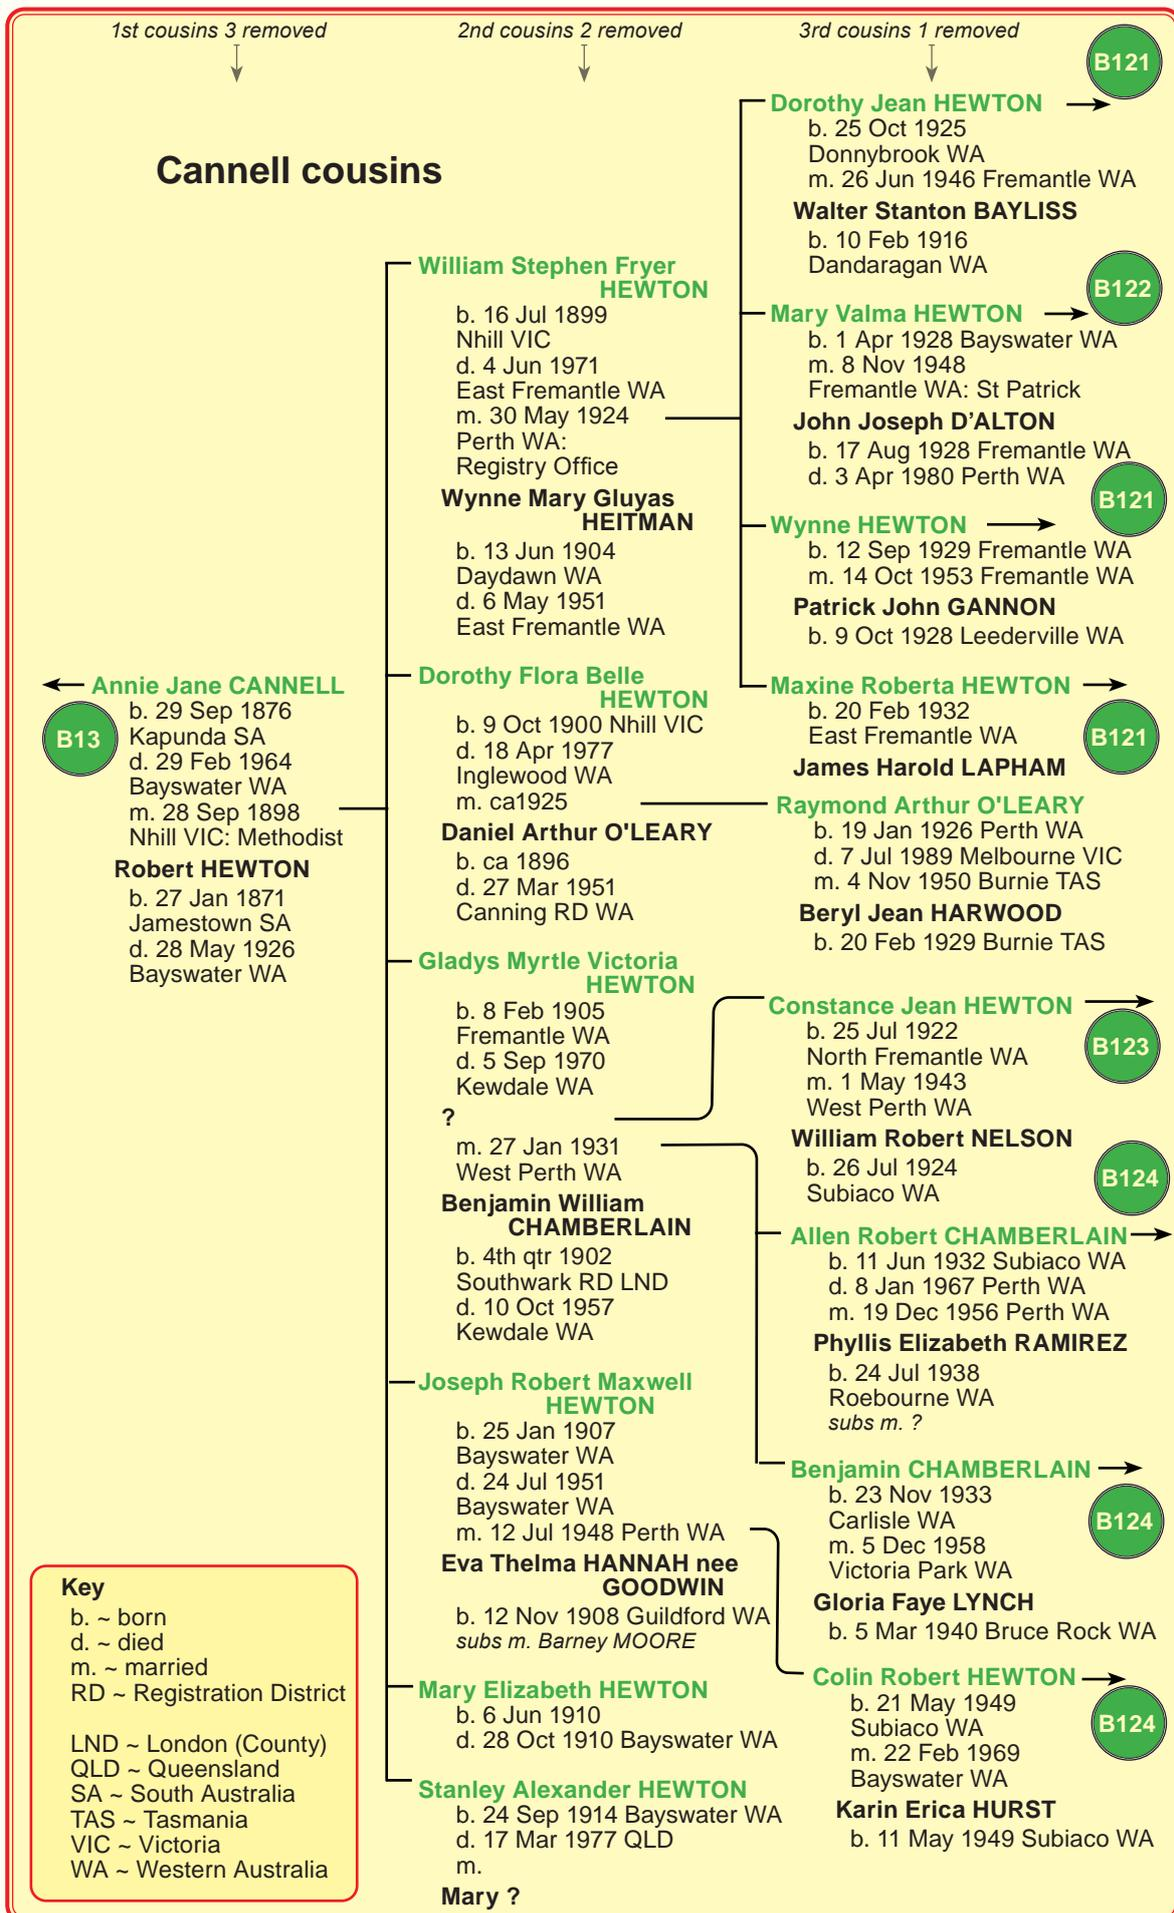 1st cousins 3 removed
2nd cousins 2 removed
3rd cousins 1 removed
Cannell cousins
B13
Annie Jane CANNELL
b. 29 Sep 1876
Kapunda SA
d. 29 Feb 1964
Bayswater WA
m. 28 Sep 1898
Nhill VIC: Methodist
Robert HEWTON
b. 27 Jan 1871
Jamestown SA
d. 28 May 1926
Bayswater WA
Key
b. ~ born
d. ~ died
m. ~ married
RD ~ Registration District
LND ~ London (County)
QLD ~ Queensland
SA ~ South Australia
TAS ~ Tasmania
VIC ~ Victoria
WA ~ Western Australia
William Stephen Fryer
HEWTON
b. 16 Jul 1899
Nhill VIC
d. 4 Jun 1971
East Fremantle WA
m. 30 May 1924
Perth WA:
Registry Office
Wynne Mary Gluyas
HEITMAN
b. 13 Jun 1904
Daydawn WA
d. 6 May 1951
East Fremantle WA
Dorothy Flora Belle
HEWTON
b. 9 Oct 1900 Nhill VIC
d. 18 Apr 1977
Inglewood WA
m. ca1925
Daniel Arthur O'LEARY
b. ca 1896
d. 27 Mar 1951
Canning RD WA
Gladys Myrtle Victoria
HEWTON
b. 8 Feb 1905
Fremantle WA
d. 5 Sep 1970
Kewdale WA
?
m. 27 Jan 1931
West Perth WA
Benjamin William
CHAMBERLAIN
b. 4th qtr 1902
Southwark RD LND
d. 10 Oct 1957
Kewdale WA
Joseph Robert Maxwell
HEWTON
b. 25 Jan 1907
Bayswater WA
d. 24 Jul 1951
Bayswater WA
m. 12 Jul 1948 Perth WA
Eva Thelma HANNAH nee
GOODWIN
b. 12 Nov 1908 Guildford WA
subs m. Barney MOORE
Mary Elizabeth HEWTON
b. 6 Jun 1910
d. 28 Oct 1910 Bayswater WA
Stanley Alexander HEWTON
b. 24 Sep 1914 Bayswater WA
d. 17 Mar 1977 QLD
m.
Mary ?
B121
Dorothy Jean HEWTON
b. 25 Oct 1925
Donnybrook WA
m. 26 Jun 1946 Fremantle WA
Walter Stanton BAYLISS
b. 10 Feb 1916
Dandaragan WA
B122
Mary Valma HEWTON
b. 1 Apr 1928 Bayswater WA
m. 8 Nov 1948
Fremantle WA: St Patrick
John Joseph D’ALTON
b. 17 Aug 1928 Fremantle WA
d. 3 Apr 1980 Perth WA
B121
Wynne HEWTON
b. 12 Sep 1929 Fremantle WA
m. 14 Oct 1953 Fremantle WA
Patrick John GANNON
b. 9 Oct 1928 Leederville WA
Maxine Roberta HEWTON
b. 20 Feb 1932
East Fremantle WA
B121
James Harold LAPHAM
Raymond Arthur O'LEARY
b. 19 Jan 1926 Perth WA
d. 7 Jul 1989 Melbourne VIC
m. 4 Nov 1950 Burnie TAS
Beryl Jean HARWOOD
b. 20 Feb 1929 Burnie TAS
Constance Jean HEWTON
b. 25 Jul 1922
North Fremantle WA
B123
m. 1 May 1943
West Perth WA
William Robert NELSON
b. 26 Jul 1924
Subiaco WA
B124
Allen Robert CHAMBERLAIN
b. 11 Jun 1932 Subiaco WA
d. 8 Jan 1967 Perth WA
m. 19 Dec 1956 Perth WA
Phyllis Elizabeth RAMIREZ
b. 24 Jul 1938
Roebourne WA
subs m. ?
Benjamin CHAMBERLAIN
b. 23 Nov 1933
Carlisle WA
B124
m. 5 Dec 1958
Victoria Park WA
Gloria Faye LYNCH
b. 5 Mar 1940 Bruce Rock WA
Colin Robert HEWTON
b. 21 May 1949
Subiaco WA
B124
m. 22 Feb 1969
Bayswater WA
Karin Erica HURST
b. 11 May 1949 Subiaco WA